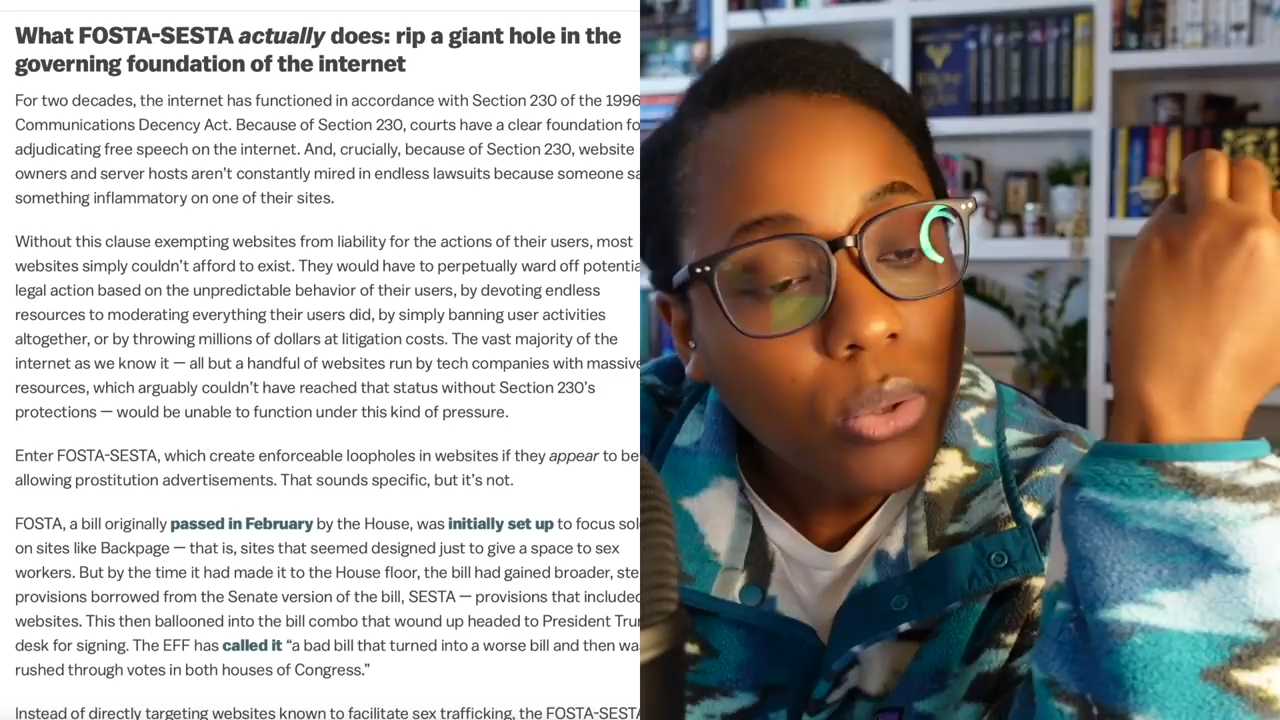 What FOSTA-SESTA actually does: rip a giant hole in the
governing foundation of the internet
For two decades, the internet has functioned in accordance with Section 230 of the 1996
Communications Decency Act. Because of Section 230, courts have a clear foundation fo
adjudicating free speech on the internet. And, crucially, because of Section 230, website
owners and server hosts aren't constantly mired in endless lawsuits because someone sa
something inflammatory on one of their sites.
Without this clause exempting websites from liability for the actions of their users, most
websites simply couldn't afford to exist. They would have to perpetually ward off potentia
legal action based on the unpredictable behavior of their users, by devoting endless
resources to moderating everything their users did, by simply banning user activities
altogether, or by throwing millions of dollars at litigation costs. The vast majority of the
internet as we know it — all but a handful of websites run by tech companies with massive
resources, which arguably couldn't have reached that status without Section 230's
protections — would be unable to function under this kind of pressure.
Enter FOSTA-SESTA, which create enforceable loopholes in websites if they appear to be
allowing prostitution advertisements. That sounds specific, but it's not.
FOSTA, a bill originally passed in February by the House, was initially set up to focus sol
on sites like Backpage — that is, sites that seemed designed just to give a space to sex
workers. But by the time it had made it to the House floor, the bill had gained broader, ste
provisions borrowed from the Senate version of the bill, SESTA — provisions that included
websites. This then ballooned into the bill combo that wound up headed to President Tru
desk for signing. The EFF has called it “a bad bill that turned into a worse bill and then wa
rushed through votes in both houses of Congress.”
Instead of directly targeting websites known to facilitate sex trafficking, the FOSTA-SESTA